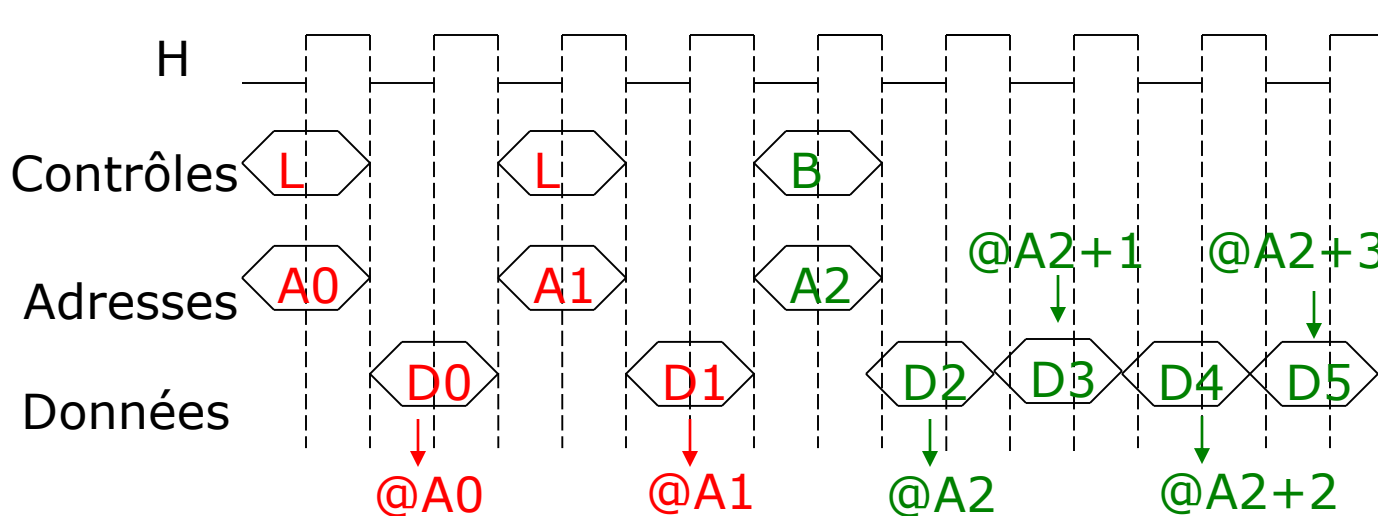 H
Contrôles L L B
@A2+1 @A2+3
Adresses A0 A1 A2
Données D0 D1 D2 D3 D4 D5
@A0 @A1 @A2 @A2+2